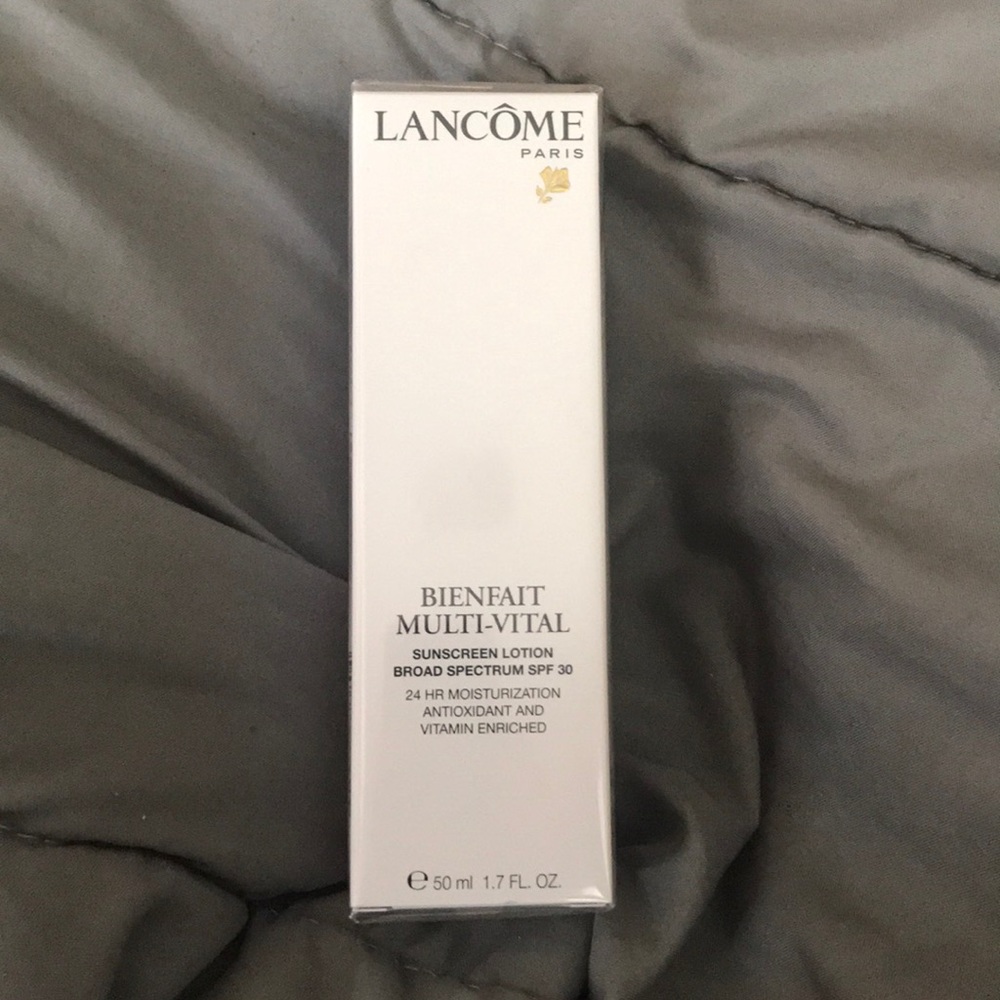 LANCÔME
PARIS
BIENFAIT
MULTI-VITAL
SUNSCREEN LOTION
BROAD SPECTRUM SPF 30
24 HR MOISTURIZATION
ANTIOXIDANT AND
VITAMIN ENRICHED
℮ 50 ml 1.7 FL. OZ.